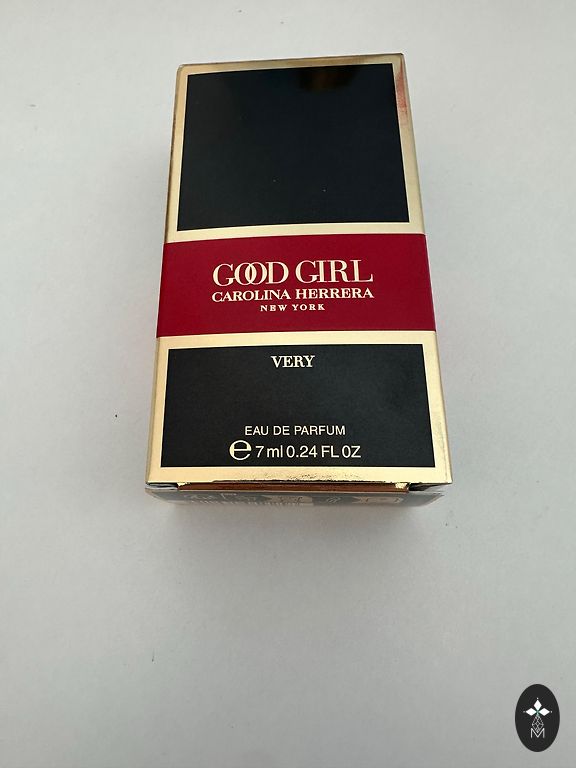 GOOD GIRL
CAROLINA HERRERA
NEW YORK
VERY
EAU DE PARFUM
℮ 7 ml 0.24 FL OZ
M